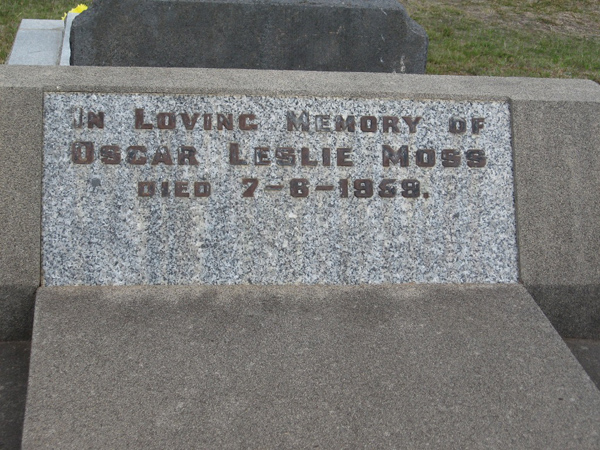 In Loving Memory of
Oscar Leslie Moss
Died 7-6-1959.